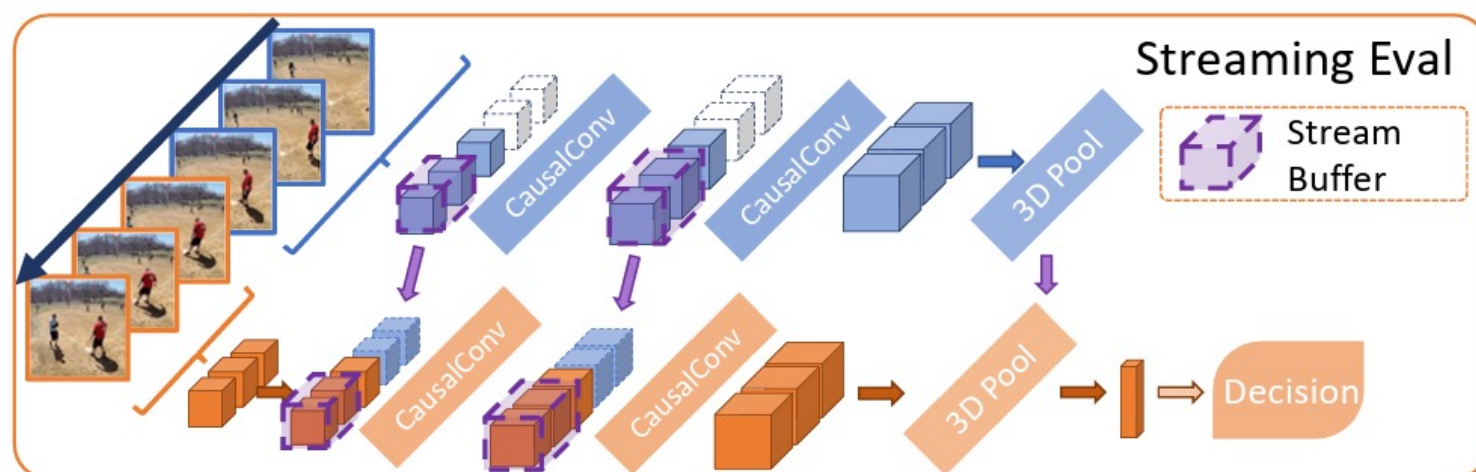 Streaming Eval
Stream
Buffer
CausalConv
CausalConv
3D Pool
CausalConv
CausalConv
3D Pool
Decision